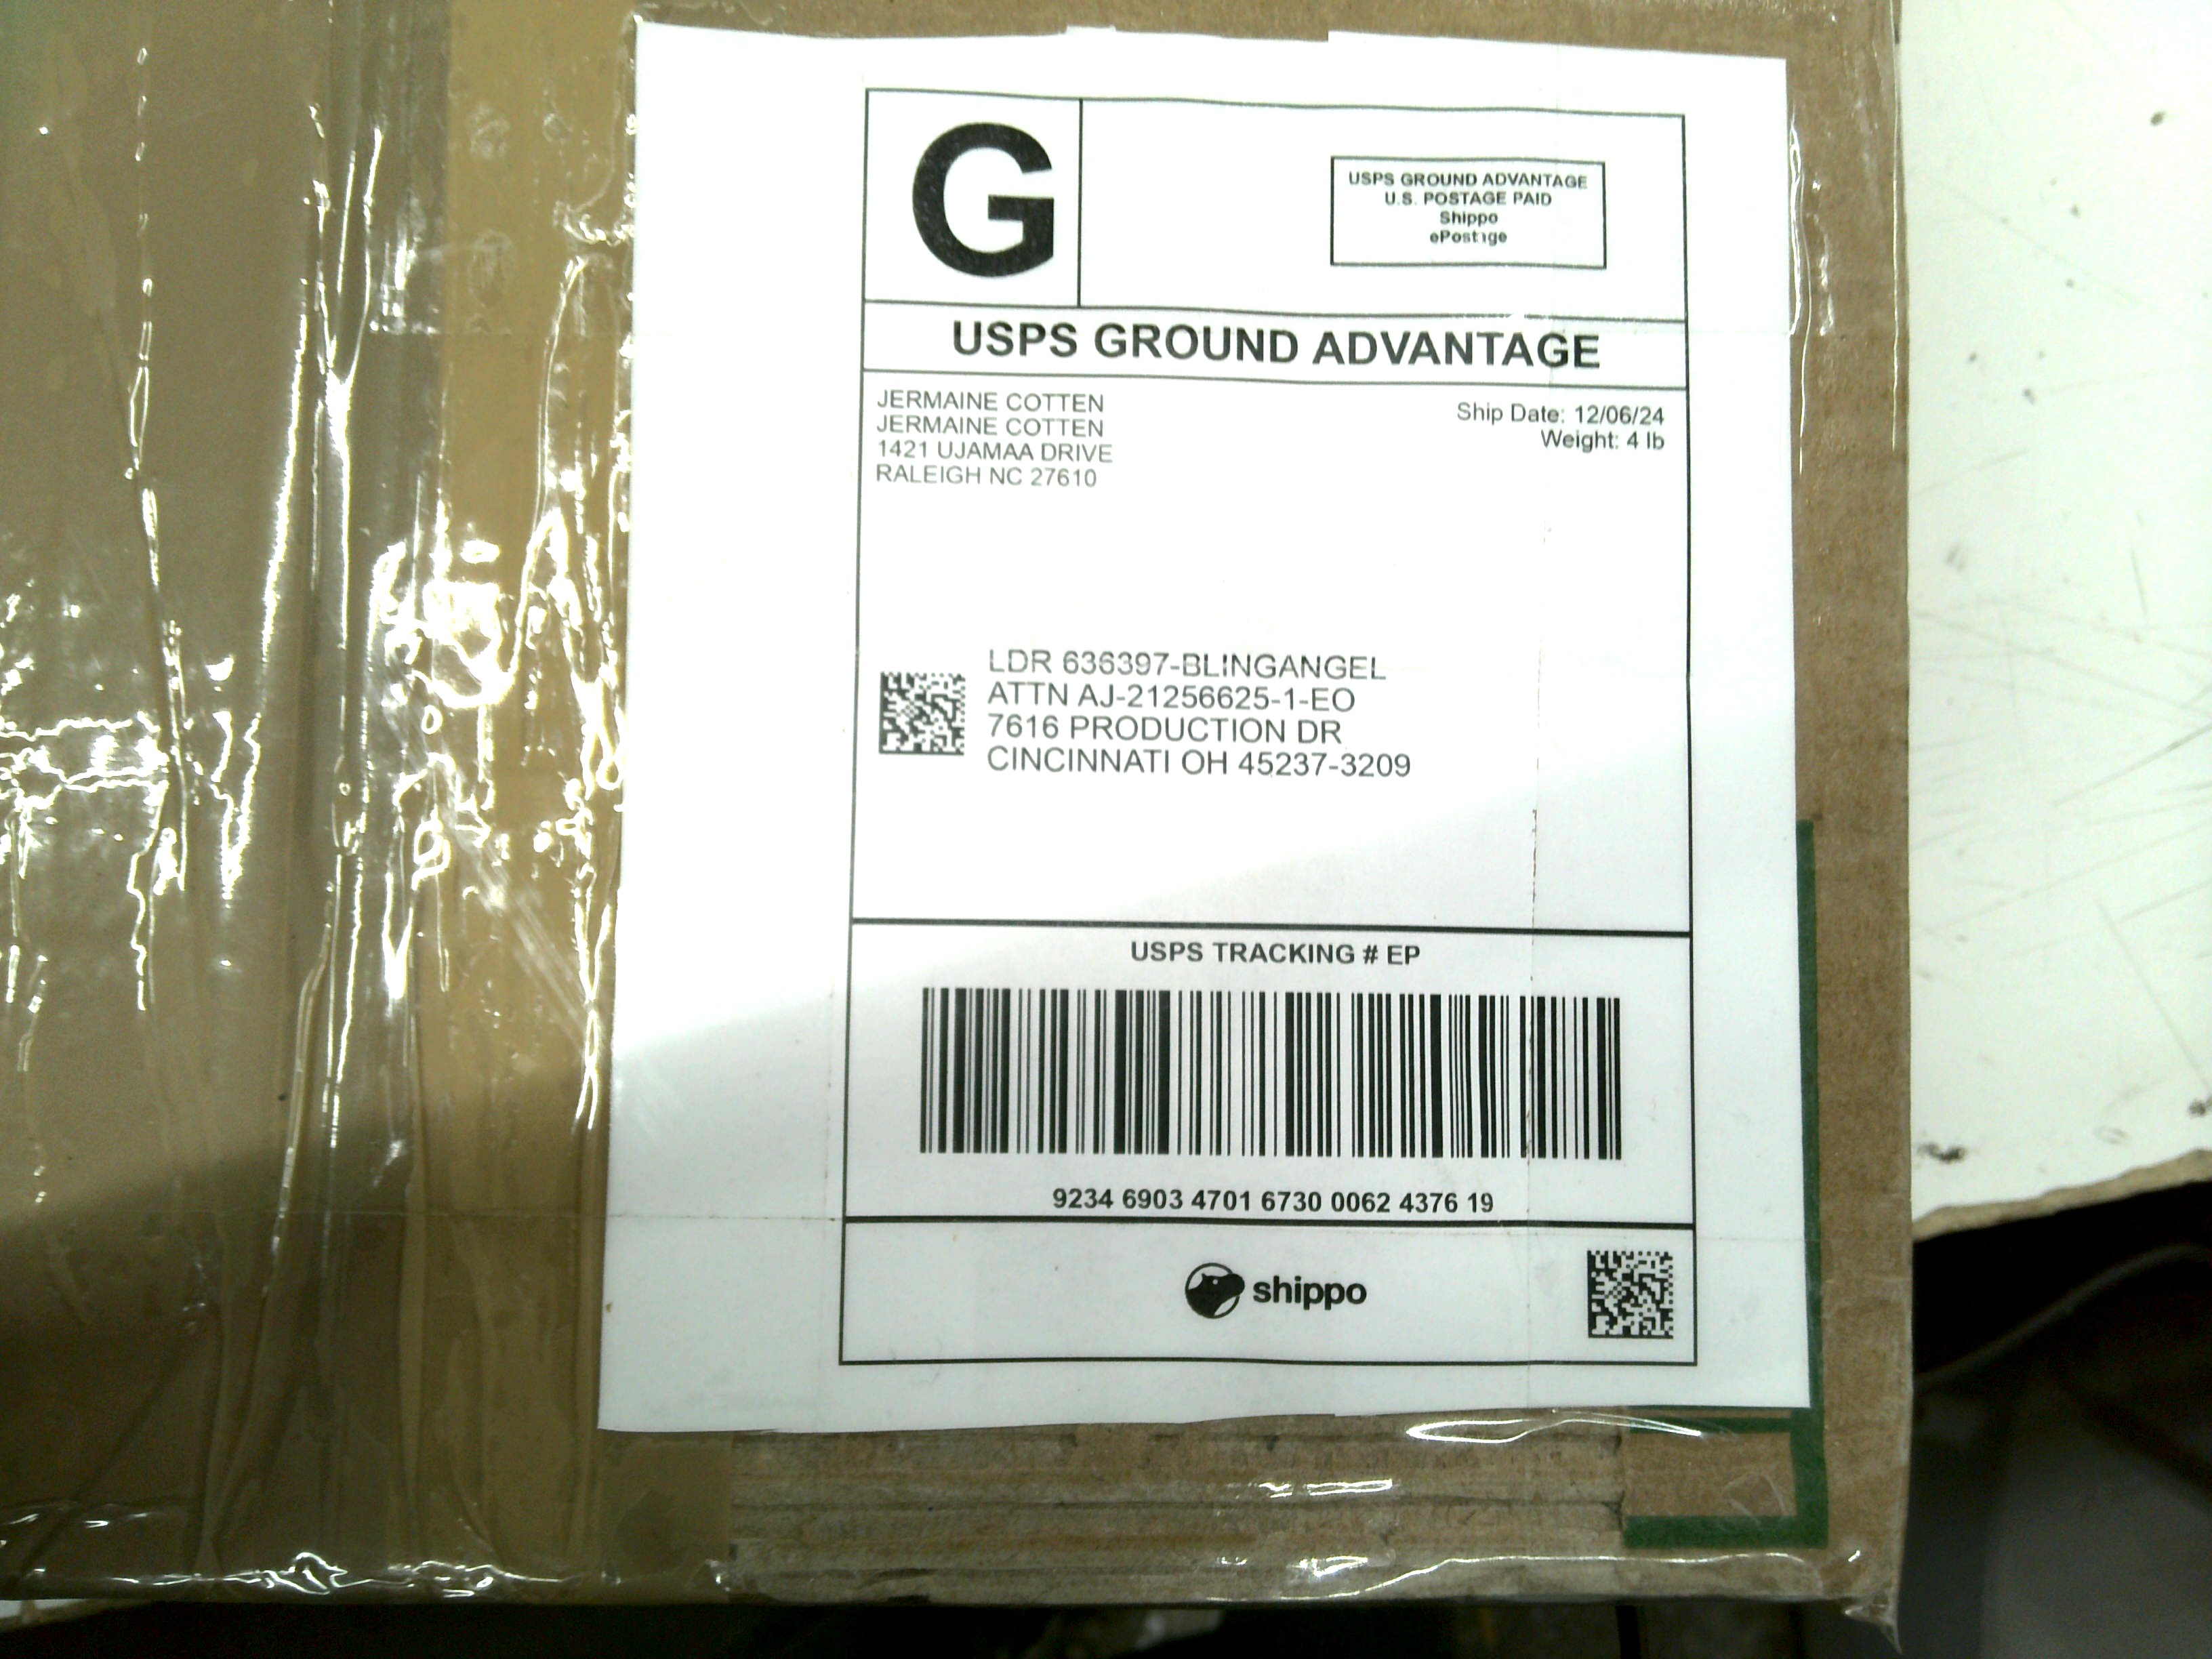 G
USPS GROUND ADVANTAGE
U.S. POSTAGE PAID
Shippo
ePostage
USPS GROUND ADVANTAGE
JERMAINE COTTEN
JERMAINE COTTEN
1421 UJAMAA DRIVE
RALEIGH NC 27610
Ship Date: 12/06/24
Weight: 4 lb
LDR 636397-BLINGANGEL
ATTN AJ-21256625-1-EO
7616 PRODUCTION DR
CINCINNATI OH 45237-3209
USPS TRACKING # EP
9234 6903 4701 6730 0062 4376 19
shippo